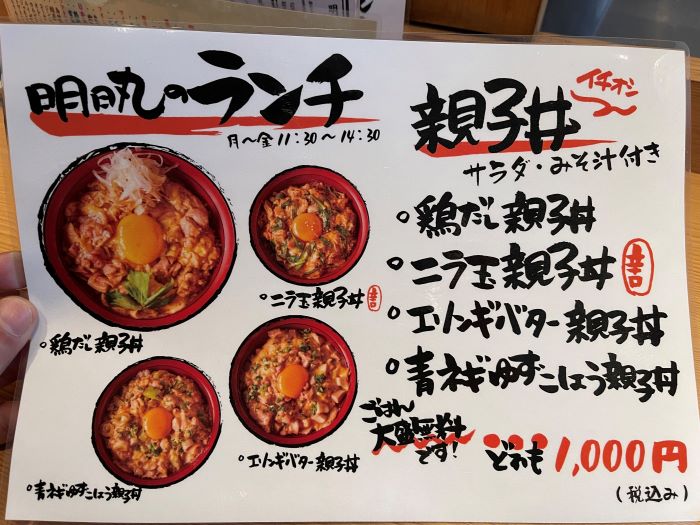 明日丸のランチ
月〜金 11:30〜14:30
鶏だし親子丼
ニラ玉親子丼 辛口
青ネギゆずこしょう親子丼
エリンギバター親子丼
親子丼
イチオシ
サラダ・みそ汁付き
鶏だし親子丼
ニラ玉親子丼 辛口
エリンギバター親子丼
青ネギゆずこしょう親子丼
ごはん
大盛無料
です!
どれも 1,000円
(税込み)